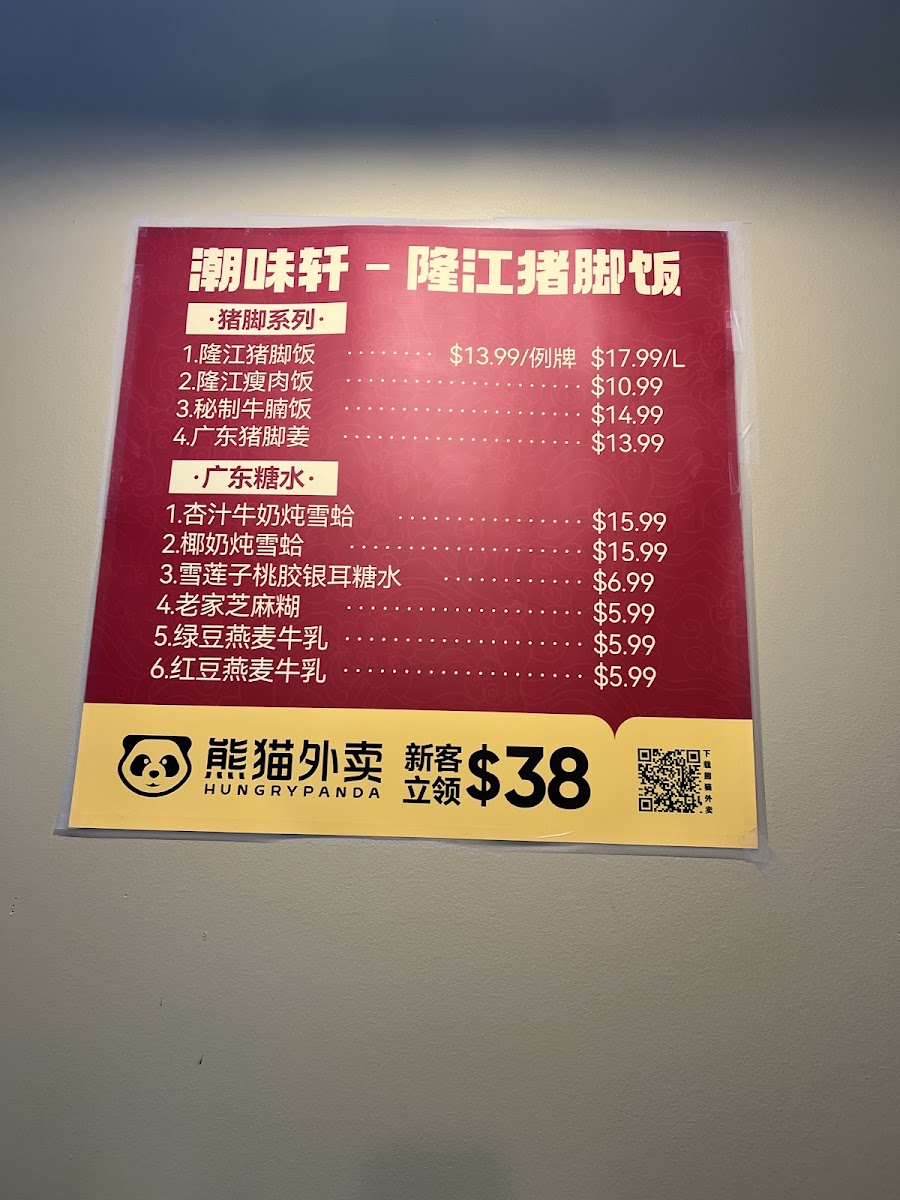 潮味轩 - 隆江猪脚饭
·猪脚系列·
1.隆江猪脚饭 ········ $13.99/例牌 $17.99/L
2.隆江瘦肉饭 ······················ $10.99
3.秘制牛腩饭 ······················ $14.99
4.广东猪脚姜 ······················ $13.99
·广东糖水·
1.杏汁牛奶炖雪蛤 ················· $15.99
2.椰奶炖雪蛤 ····················· $15.99
3.雪莲子桃胶银耳糖水 ············· $6.99
4.老家芝麻糊 ······················ $5.99
5.绿豆燕麦牛乳 ···················· $5.99
6.红豆燕麦牛乳 ···················· $5.99
熊猫外卖
HUNGRYPANDA
新客
立领
$38
下载熊猫外卖